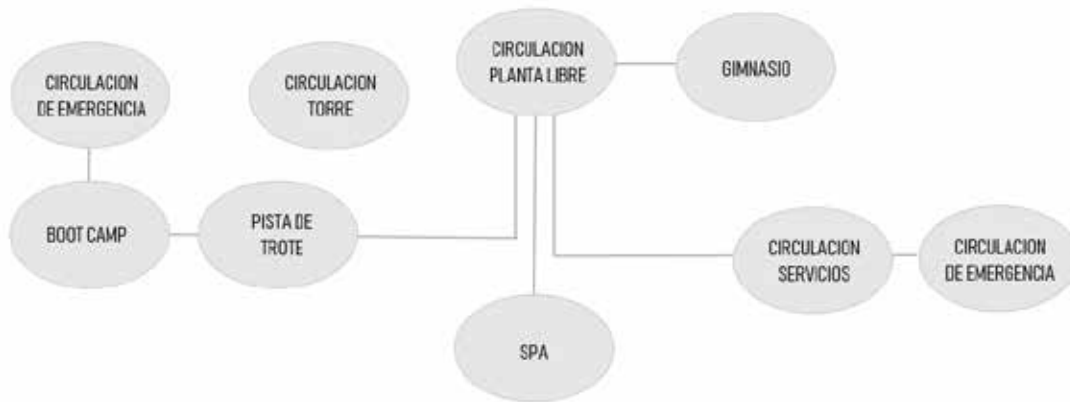 CIRCULACION
PLANTA LIBRE
GIMNASIO
CIRCULACION
DE EMERGENCIA
CIRCULACION
TORRE
BOOT CAMP
PISTA DE
TROTE
CIRCULACION
SERVICIOS
CIRCULACION
DE EMERGENCIA
SPA